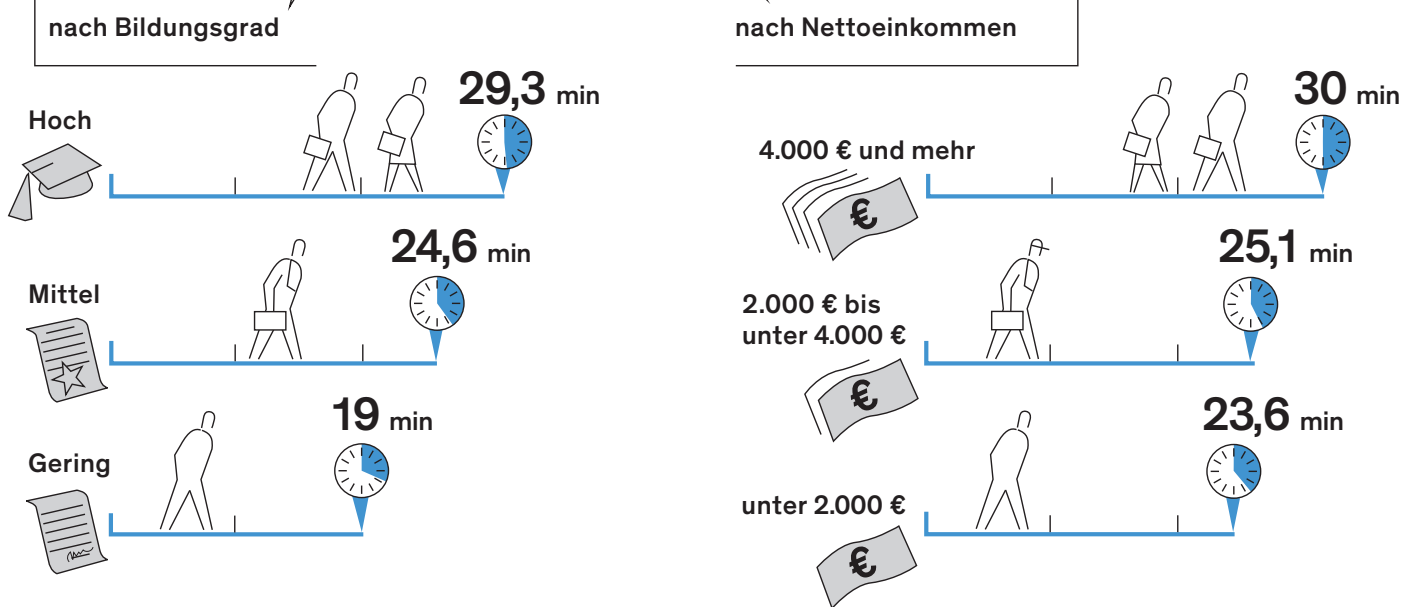 nach Bildungsgrad
29,3 min
Hoch
24,6 min
Mittel
19 min
Gering
nach Nettoeinkommen
30 min
4.000 € und mehr
€
25,1 min
2.000 € bis
unter 4.000 €
€
23,6 min
unter 2.000 €
€